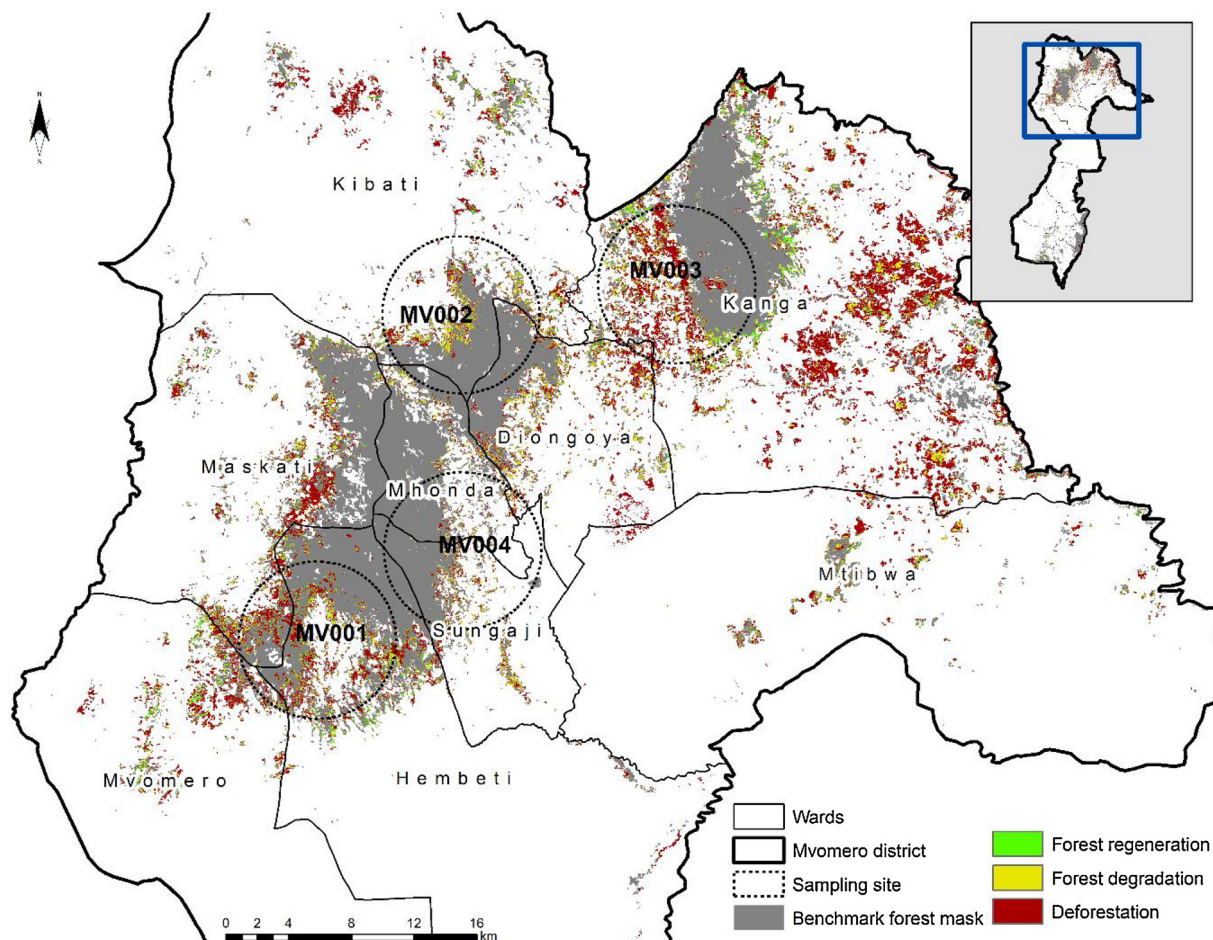 N
S
Kibati
MV003
Kanga
MV002
Diongoya
Maskati
Mhonda
MV004
Mtibwa
MV001
Sungaji
Mvomero
Hembeti
Wards
Mvomero district
Sampling site
Benchmark forest mask
Forest regeneration
Forest degradation
Deforestation
0 2 4 8 12 16
km